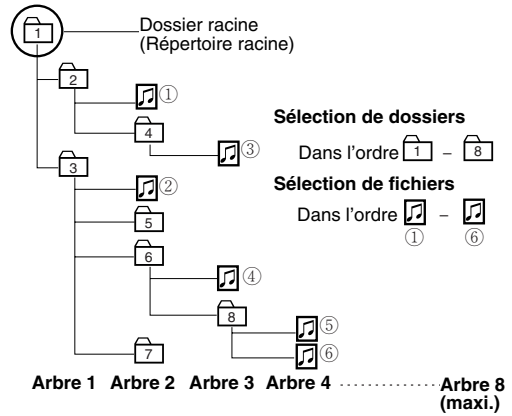 1
Dossier racine
(Répertoire racine)
2
①
4
③
Sélection de dossiers
Dans l'ordre 1 – 8
3
②
Sélection de fichiers
Dans l'ordre –
① ⑥
5
6
④
8
⑤
⑥
7
Arbre 1 Arbre 2 Arbre 3 Arbre 4 ············ Arbre 8
(maxi.)